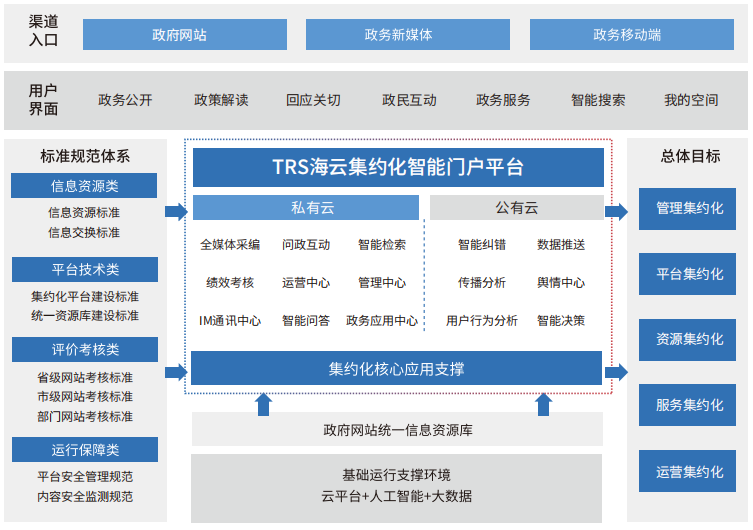 渠道
入口
政府网站
政务新媒体
政务移动端
用户
界面
政务公开
政策解读
回应关切
政民互动
政务服务
智能搜索
我的空间
标准规范体系
信息资源类
信息资源标准
信息交换标准
平台技术类
集约化平台建设标准
统一资源库建设标准
评价考核类
省级网站考核标准
市级网站考核标准
部门网站考核标准
运行保障类
平台安全管理规范
内容安全监测规范
TRS海云集约化智能门户平台
私有云
公有云
全媒体采编
问政互动
智能检索
智能纠错
数据推送
绩效考核
运营中心
管理中心
传播分析
舆情中心
IM通讯中心
智能问答
政务应用中心
用户行为分析
智能决策
集约化核心应用支撑
政府网站统一信息资源库
基础运行支撑环境
云平台+人工智能+大数据
总体目标
管理集约化
平台集约化
资源集约化
服务集约化
运营集约化